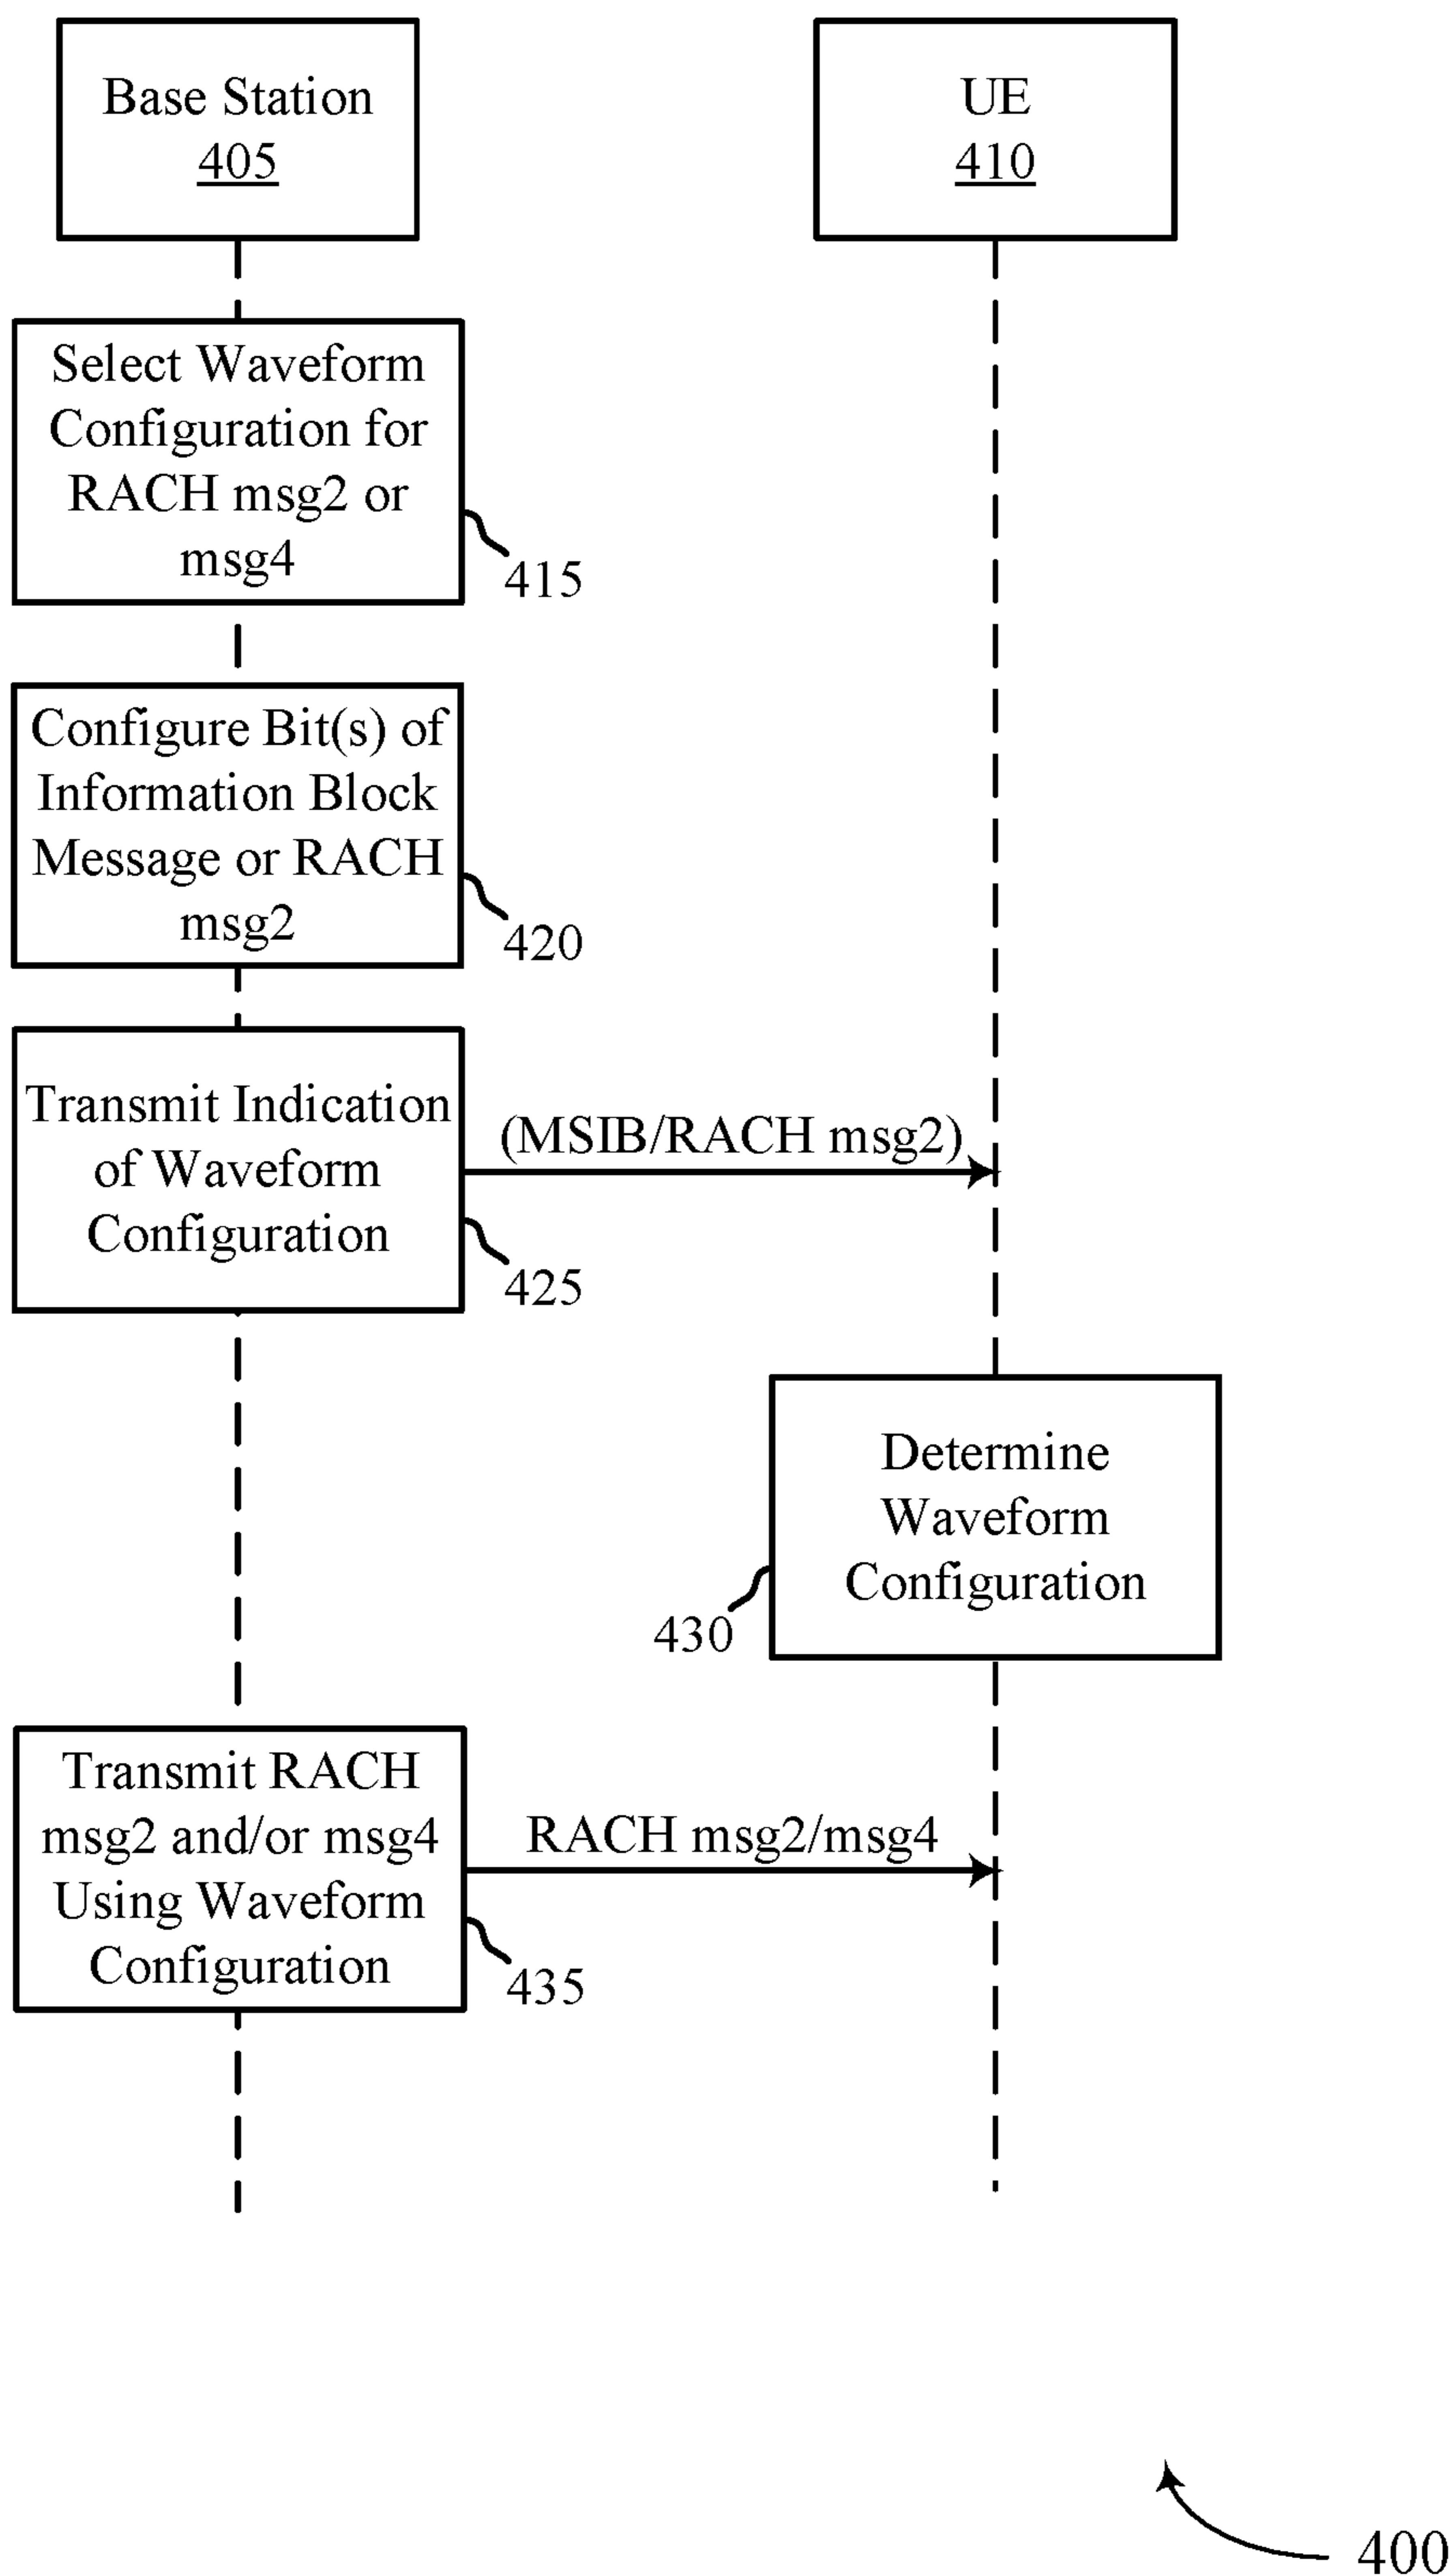 Base Station
405
UE
410
Select Waveform
Configuration for
RACH msg2 or
msg4
415
Configure Bit(s) of
Information Block
Message or RACH
msg2
420
Transmit Indication
of Waveform
Configuration
(MSIB/RACH msg2)
425
Determine
Waveform
Configuration
430
Transmit RACH
msg2 and/or msg4
Using Waveform
Configuration
RACH msg2/msg4
435
400